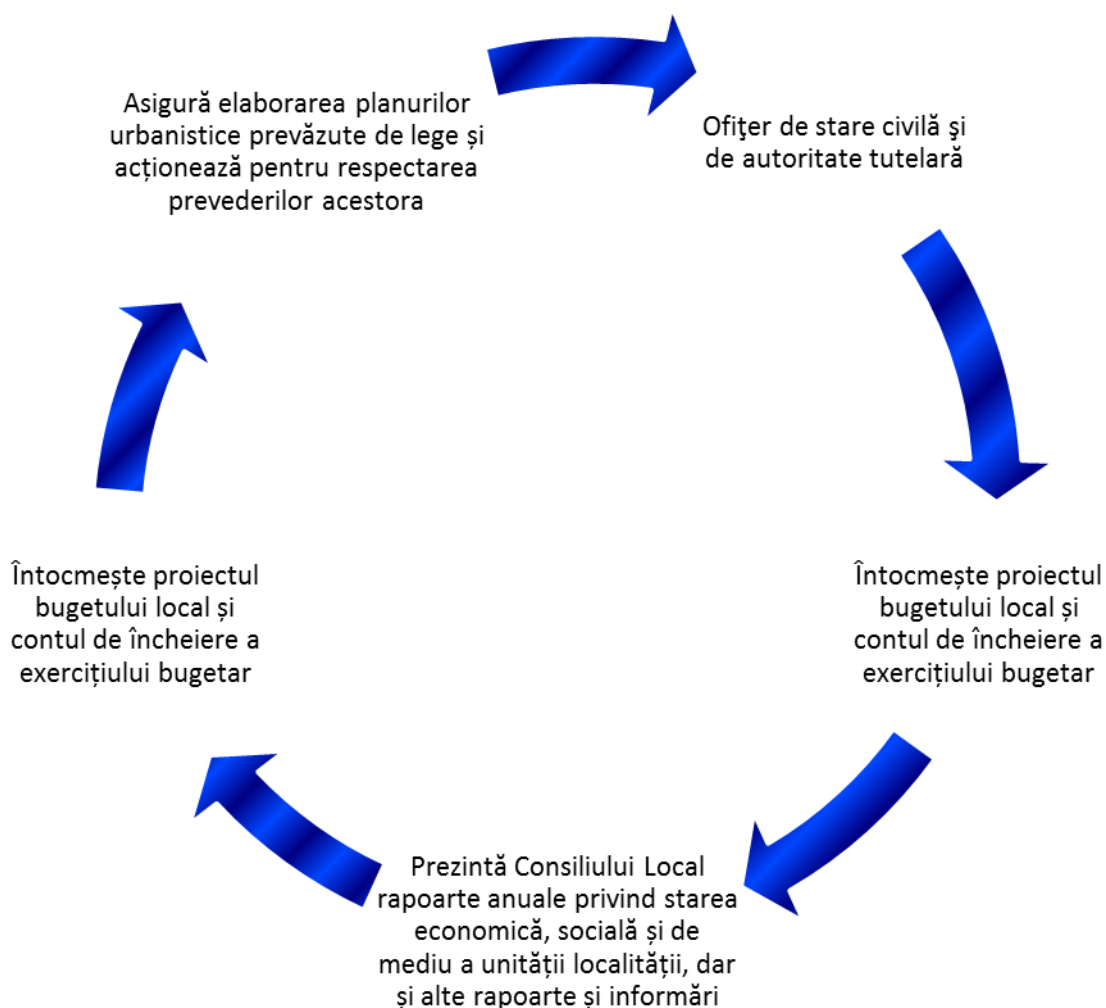 Asigură elaborarea planurilor
urbanistice prevăzute de lege și
acționează pentru respectarea
prevederilor acestora
Ofiţer de stare civilă şi
de autoritate tutelară
Întocmește proiectul
bugetului local și
contul de încheiere a
exercițiului bugetar
Prezintă Consiliului Local
rapoarte anuale privind starea
economică, socială și de
mediu a unității localității, dar
și alte rapoarte și informări
Întocmește proiectul
bugetului local și
contul de încheiere a
exercițiului bugetar